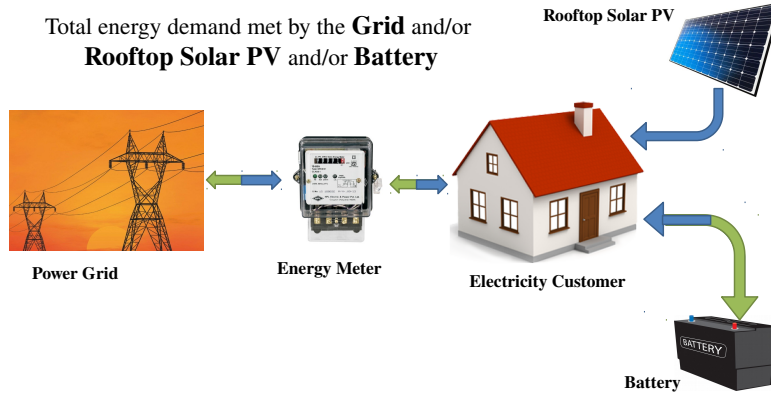 Total energy demand met by the Grid and/or
Rooftop Solar PV and/or Battery
Rooftop Solar PV
Power Grid
Energy Meter
Electricity Customer
BATTERY
Battery